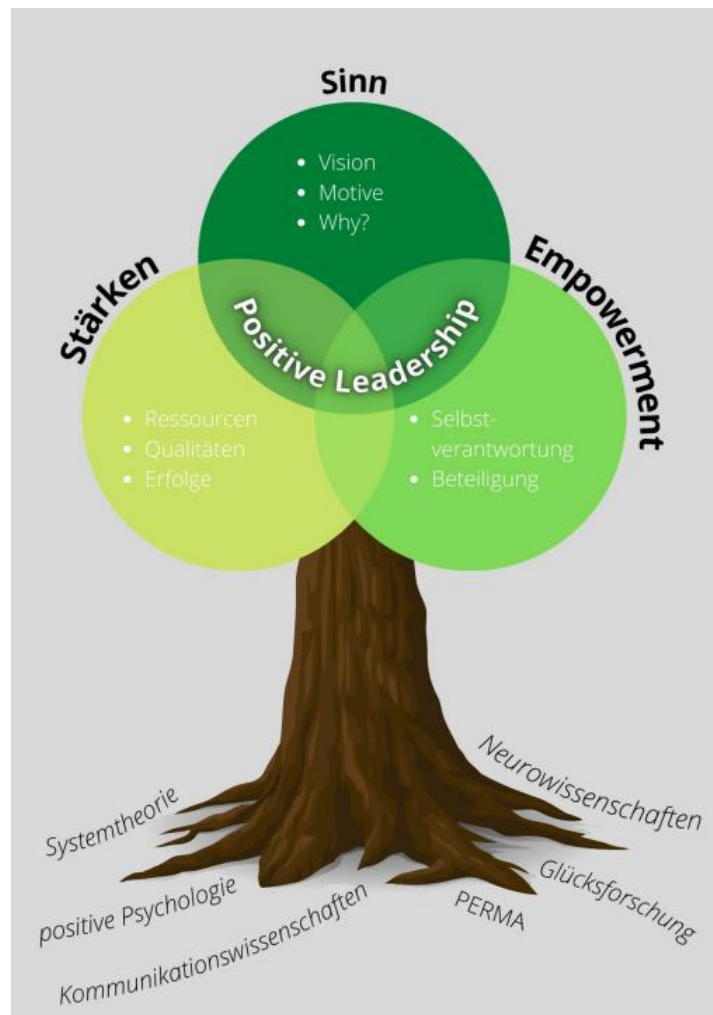 Sinn
• Vision
• Motive
• Why?
Stärken
Empowerment
Positive Leadership
• Ressourcen
• Qualitäten
• Erfolge
• Selbst-
verantwortung
• Beteiligung
Systemtheorie
positive Psychologie
Kommunikationswissenschaften
PERMA
Glücksforschung
Neurowissenschaften